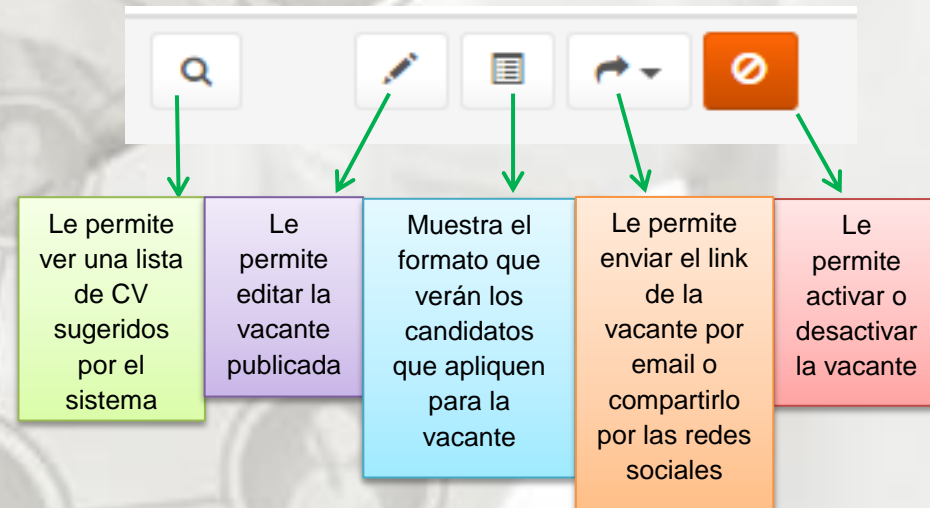 Le permite
ver una lista
de CV
sugeridos
por el
sistema
Le
permite
editar la
vacante
publicada
Muestra el
formato que
verán los
candidatos
que apliquen
para la
vacante
Le permite
enviar el link
de la
vacante por
email o
compartirlo
por las redes
sociales
Le
permite
activar o
desactivar
la vacante